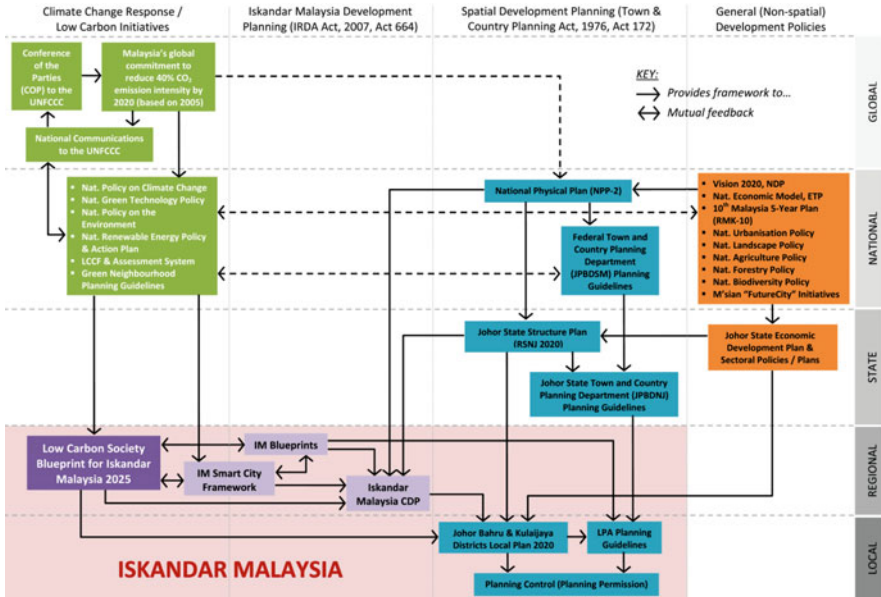 Climate Change Response /
Low Carbon Initiatives
Iskandar Malaysia Development
Planning (IRDA Act, 2007, Act 664)
Spatial Development Planning (Town &
Country Planning Act, 1976, Act 172)
General (Non-spatial)
Development Policies
Conference
of the
Parties
(COP) to the
UNFCCC
Malaysia's global
commitment to
reduce 40% CO₂
emission intensity by
2020 (based on 2005)
National Communications
to the UNFCCC
KEY:
Provides framework to...
Mutual feedback
GLOBAL
▪ Nat. Policy on Climate Change
▪ Nat. Green Technology Policy
▪ Nat. Policy on the
Environment
▪ Nat. Renewable Energy Policy
& Action Plan
▪ LCCF & Assessment System
▪ Green Neighbourhood
Planning Guidelines
National Physical Plan (NPP-2)
Federal Town and
Country Planning
Department
(JPBDSM) Planning
Guidelines
▪ Vision 2020, NDP
▪ Nat. Economic Model, ETP
▪ 10th Malaysia 5-Year Plan
(RMK-10)
▪ Nat. Urbanisation Policy
▪ Nat. Landscape Policy
▪ Nat. Agriculture Policy
▪ Nat. Forestry Policy
▪ Nat. Biodiversity Policy
▪ M'sian "FutureCity" Initiatives
NATIONAL
Johor State Structure Plan
(RSNJ 2020)
Johor State Economic
Development Plan &
Sectoral Policies / Plans
Johor State Town and Country
Planning Department (JPBDNJ)
Planning Guidelines
STATE
Low Carbon Society
Blueprint for Iskandar
Malaysia 2025
IM Blueprints
IM Smart City
Framework
Iskandar
Malaysia CDP
REGIONAL
Johor Bahru & Kulaijaya
Districts Local Plan 2020
LPA Planning
Guidelines
Planning Control (Planning Permission)
ISKANDAR MALAYSIA
LOCAL